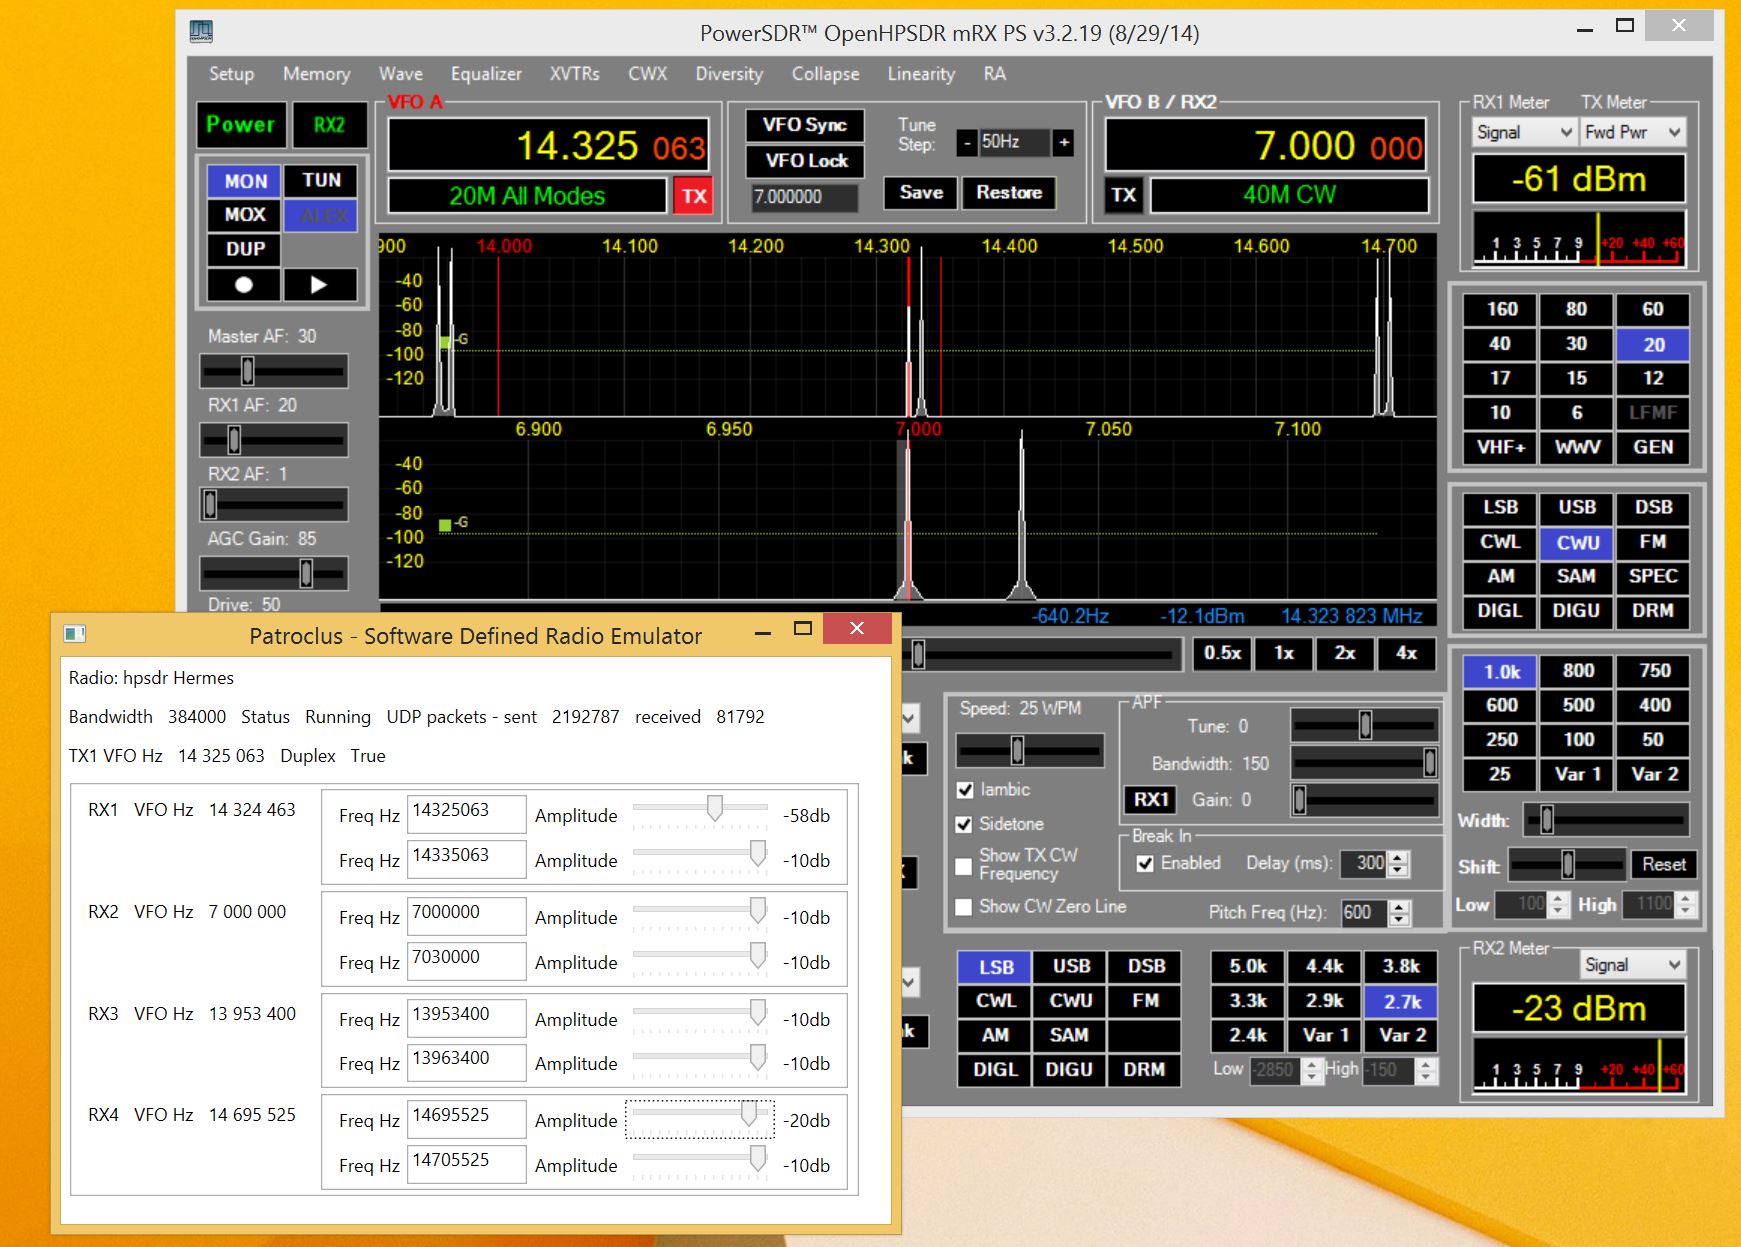 PowerSDR™ OpenHPSDR mRX PS v3.2.19 (8/29/14)
Setup Memory Wave Equalizer XVTRs CWX Diversity Collapse Linearity RA
Power RX2
MON TUN
MOX ALEX
DUP
Master AF: 30
RX1 AF: 20
RX2 AF: 1
AGC Gain: 85
Drive: 50
VFO A
14.325 063
20M All Modes TX
VFO Sync
VFO Lock
7.000000
Tune
Step: - 50Hz +
Save Restore
VFO B / RX2
7.000 000
TX 40M CW
RX1 Meter TX Meter
Signal Fwd Pwr
-61 dBm
1 3 5 7 9 +20 +40 +60
900 14.000 14.100 14.200 14.300 14.400 14.500 14.600 14.700
-40
-60
-80
-G
-100
-120
6.900 6.950 7.000 7.050 7.100
-40
-60
-80
-G
-100
-120
-640.2Hz -12.1dBm 14.323 823 MHz
0.5x 1x 2x 4x
160 80 60
40 30 20
17 15 12
10 6 LFMF
VHF+ WWV GEN
LSB USB DSB
CWL CWU FM
AM SAM SPEC
DIGL DIGU DRM
1.0k 800 750
600 500 400
250 100 50
25 Var 1 Var 2
Width:
Shift: Reset
Low 100 High 1100
Speed: 25 WPM
Iambic
Sidetone
Show TX CW
Frequency
Show CW Zero Line
APF
Tune: 0
Bandwidth: 150
RX1 Gain: 0
Break In
Enabled Delay (ms): 300
Pitch Freq (Hz): 600
LSB USB DSB
CWL CWU FM
AM SAM
DIGL DIGU DRM
5.0k 4.4k 3.8k
3.3k 2.9k 2.7k
2.4k Var 1 Var 2
Low -2850 High -150
RX2 Meter
Signal
-23 dBm
1 3 5 7 9 +20 +40 +60
Patroclus - Software Defined Radio Emulator
Radio: hpsdr Hermes
Bandwidth 384000 Status Running UDP packets - sent 2192787 received 81792
TX1 VFO Hz 14 325 063 Duplex True
RX1 VFO Hz 14 324 463 Freq Hz 14325063 Amplitude -58db
Freq Hz 14335063 Amplitude -10db
RX2 VFO Hz 7 000 000 Freq Hz 7000000 Amplitude -10db
Freq Hz 7030000 Amplitude -10db
RX3 VFO Hz 13 953 400 Freq Hz 13953400 Amplitude -10db
Freq Hz 13963400 Amplitude -10db
RX4 VFO Hz 14 695 525 Freq Hz 14695525 Amplitude -20db
Freq Hz 14705525 Amplitude -10db